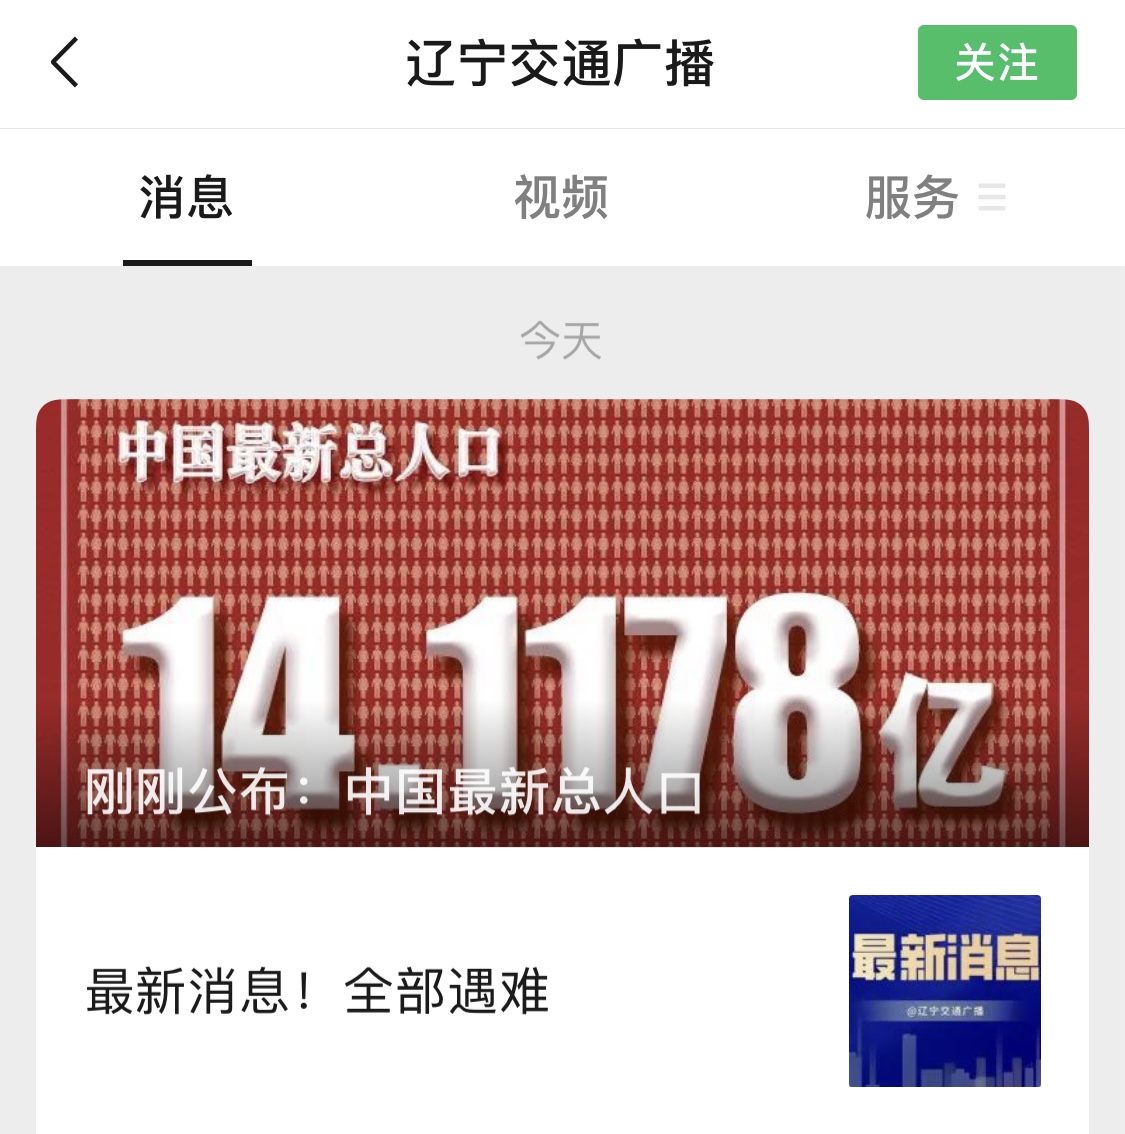 辽宁交通广播
关注
消息
视频
服务
今天
中国最新总人口
14.1178亿
刚刚公布：中国最新总人口
最新消息！全部遇难
最新消息
@辽宁交通广播